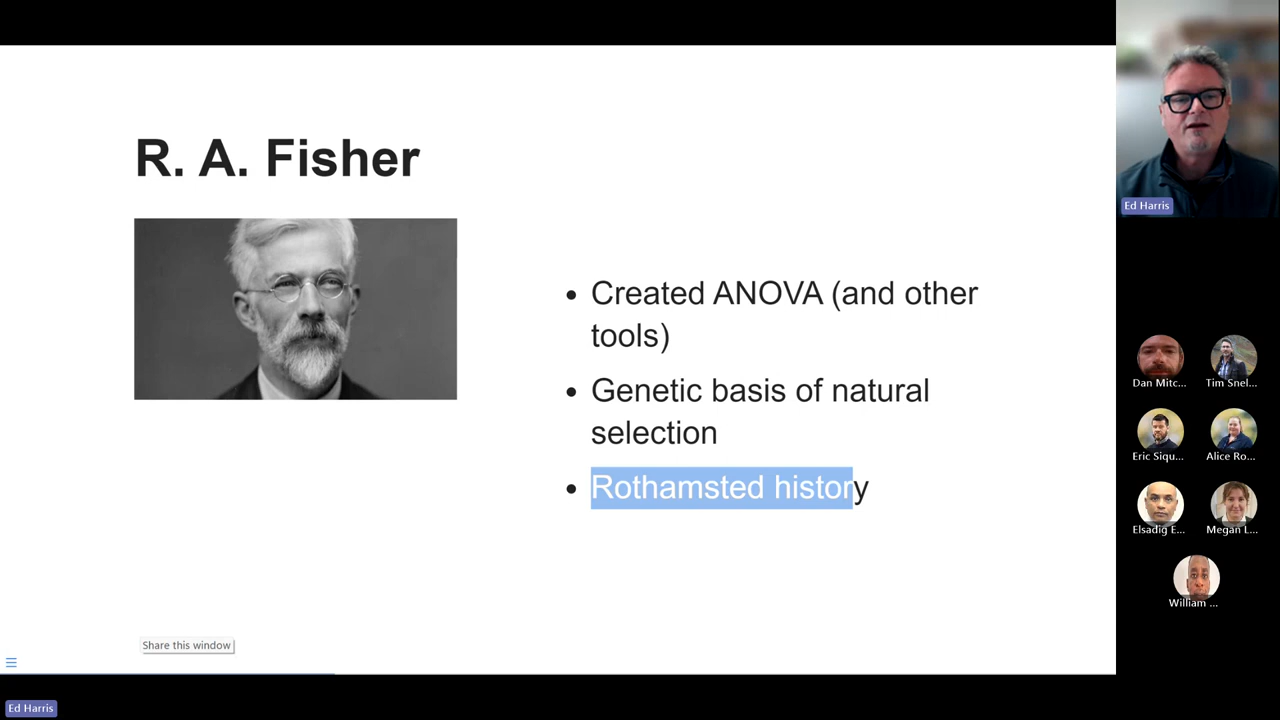 R. A. Fisher
Created ANOVA (and other
tools)
Genetic basis of natural
selection
Rothamsted history
Share this window
Ed Harris
Ed Harris
Dan Mitc...
Tim Snel...
Eric Siqu...
Alice Ro...
Elsadig E...
Megan L...
William ...